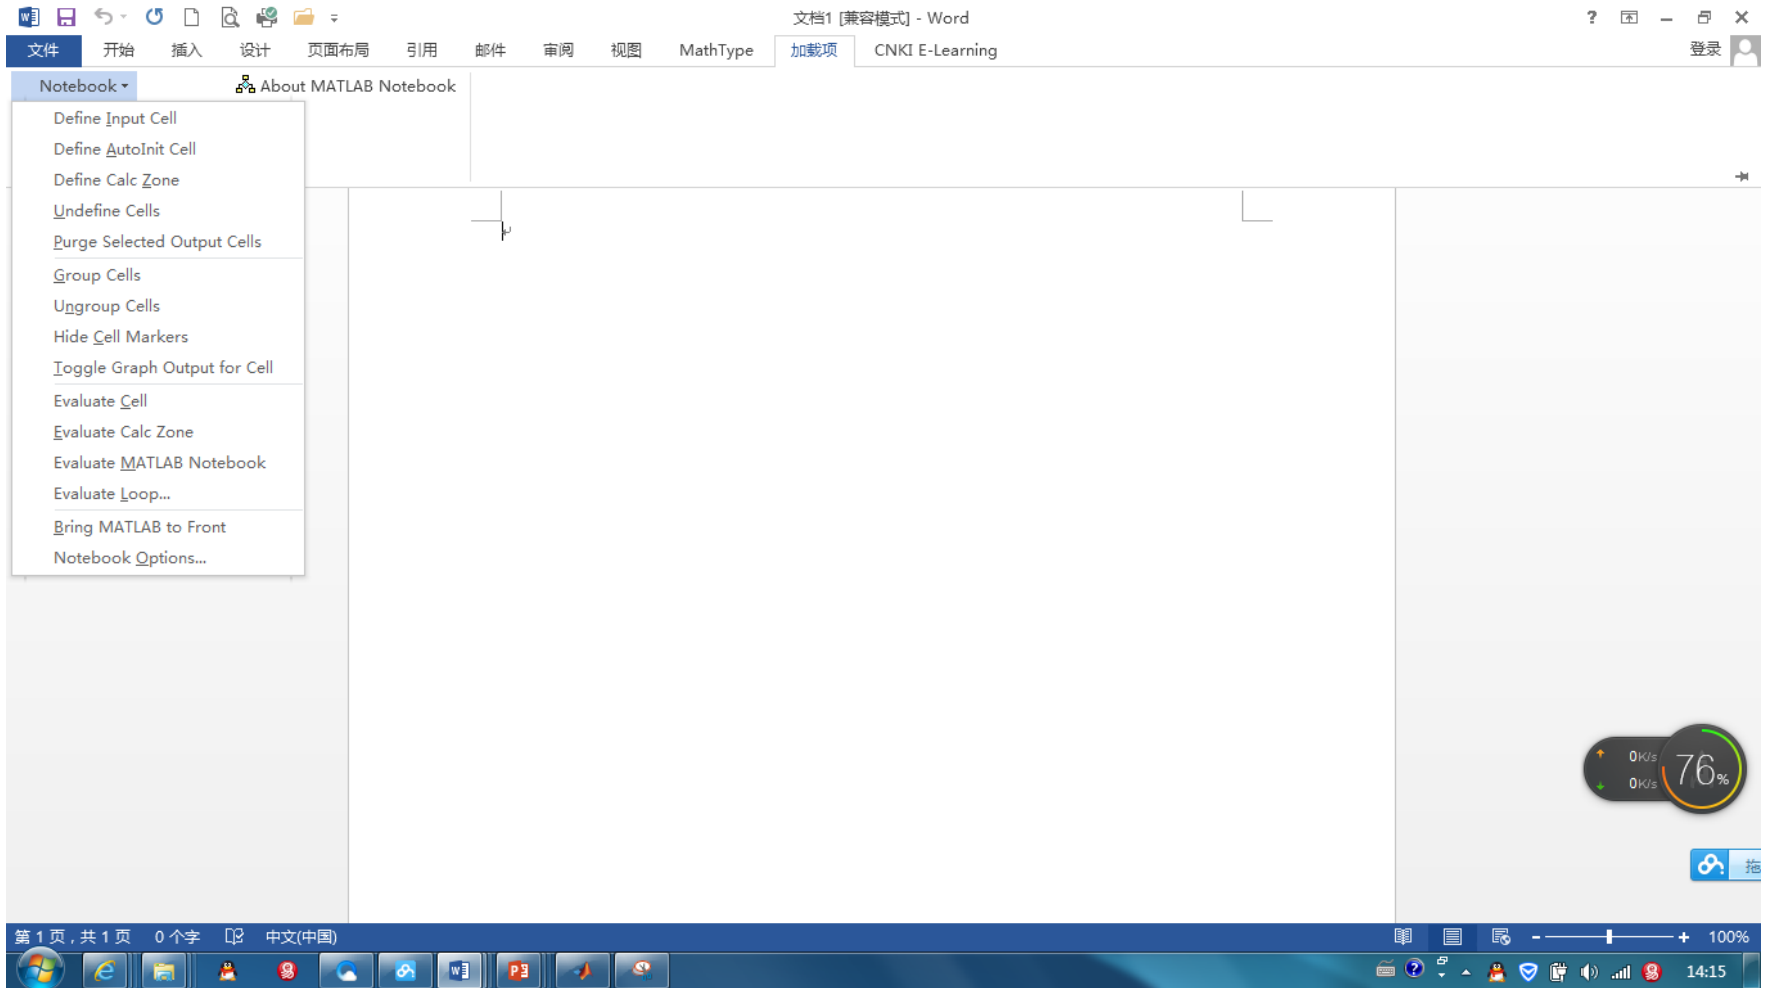 文档1 [兼容模式] - Word
文件 开始 插入 设计 页面布局 引用 邮件 审阅 视图 MathType 加载项 CNKI E-Learning 登录
Notebook About MATLAB Notebook
Define Input Cell
Define AutoInit Cell
Define Calc Zone
Undefine Cells
Purge Selected Output Cells
Group Cells
Ungroup Cells
Hide Cell Markers
Toggle Graph Output for Cell
Evaluate Cell
Evaluate Calc Zone
Evaluate MATLAB Notebook
Evaluate Loop...
Bring MATLAB to Front
Notebook Options...
0K/s
76%
0K/s
拖
第 1 页，共 1 页 0 个字 中文(中国) 100%
14:15